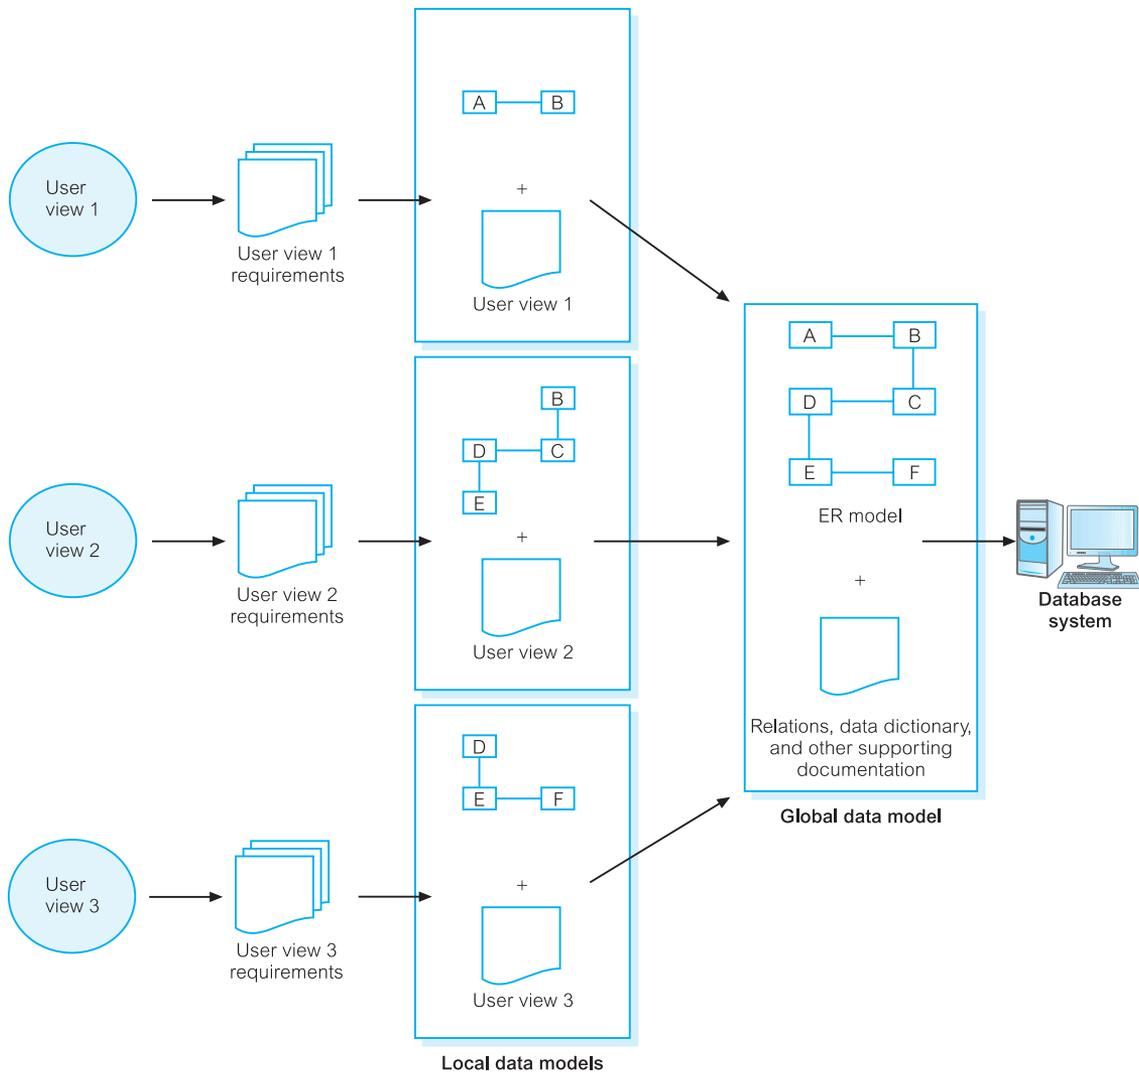 User
view 1
User view 1
requirements
A
B
+
User view 1
User
view 2
User view 2
requirements
B
D
C
E
+
User view 2
User
view 3
User view 3
requirements
D
E
F
+
User view 3
Local data models
A
B
D
C
E
F
ER model
+
Relations, data dictionary,
and other supporting
documentation
Global data model
Database
system